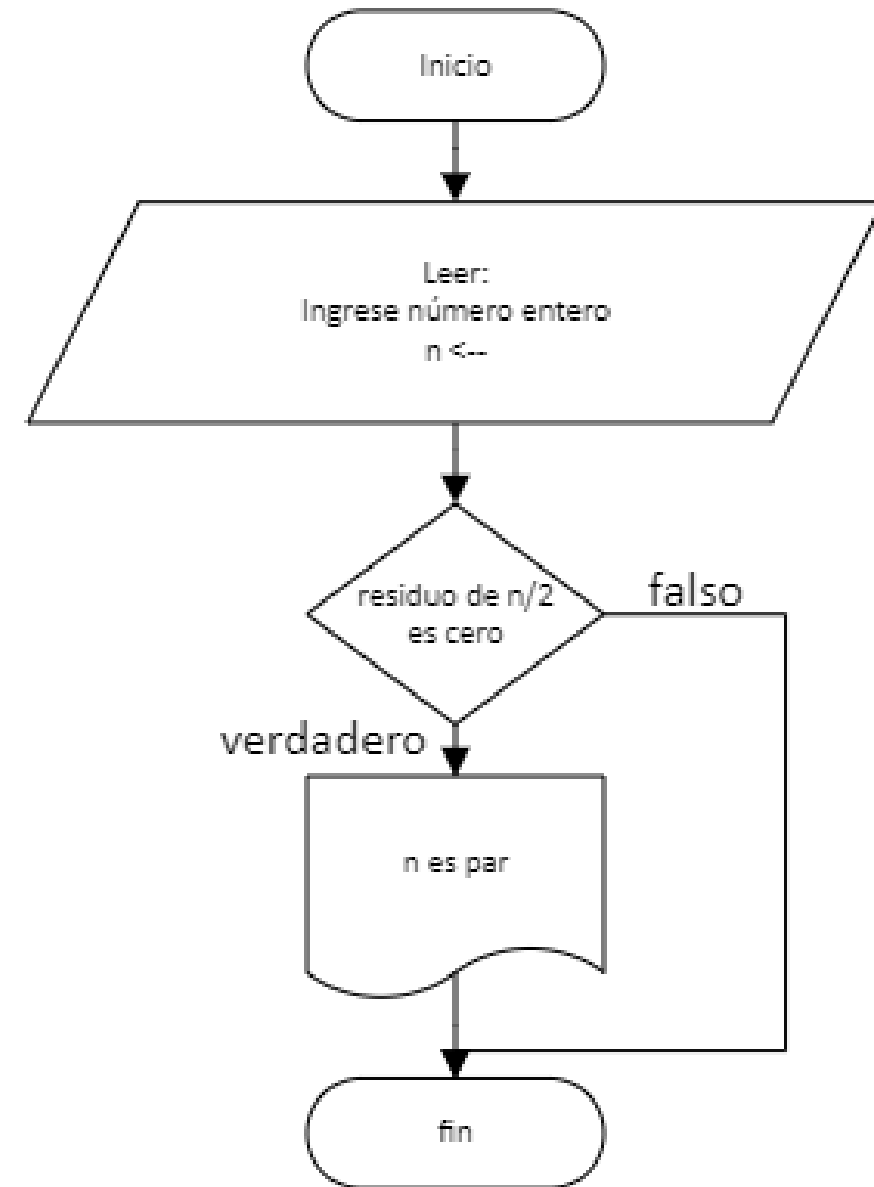 Inicio
Leer:
Ingrese número entero
n <--
residuo de n/2
es cero
falso
verdadero
n es par
fin